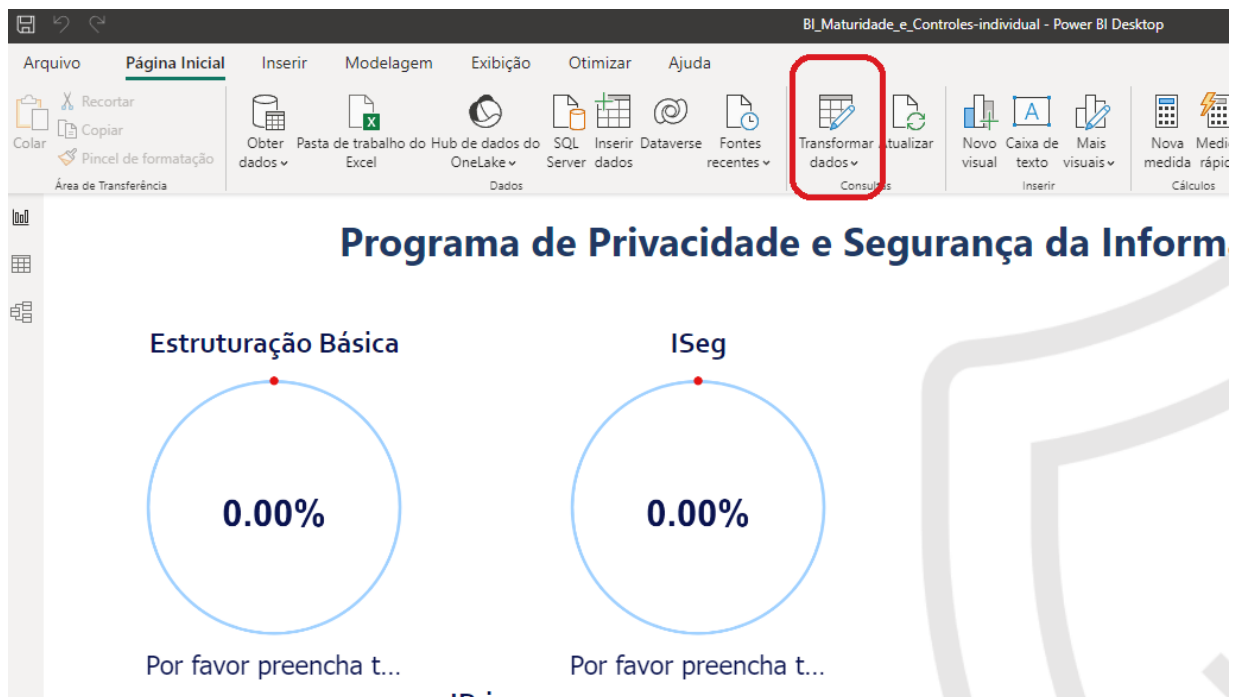 BI_Maturidade_e_Controles-individual - Power BI Desktop
Arquivo Página Inicial Inserir Modelagem Exibição Otimizar Ajuda
Colar
Recortar
Copiar
Pincel de formatação
Área de Transferência
Obter dados
Pasta de trabalho do Excel
Hub de dados do OneLake
SQL Server
Inserir dados
Dataverse
Fontes recentes
Dados
Transformar dados
Atualizar
Consultas
Novo visual
Caixa de texto
Mais visuais
Inserir
Nova medida
Medi
rápic
Cálculos
Programa de Privacidade e Segurança da Inform
Estruturação Básica
ISeg
0.00%
0.00%
Por favor preencha t...
Por favor preencha t...